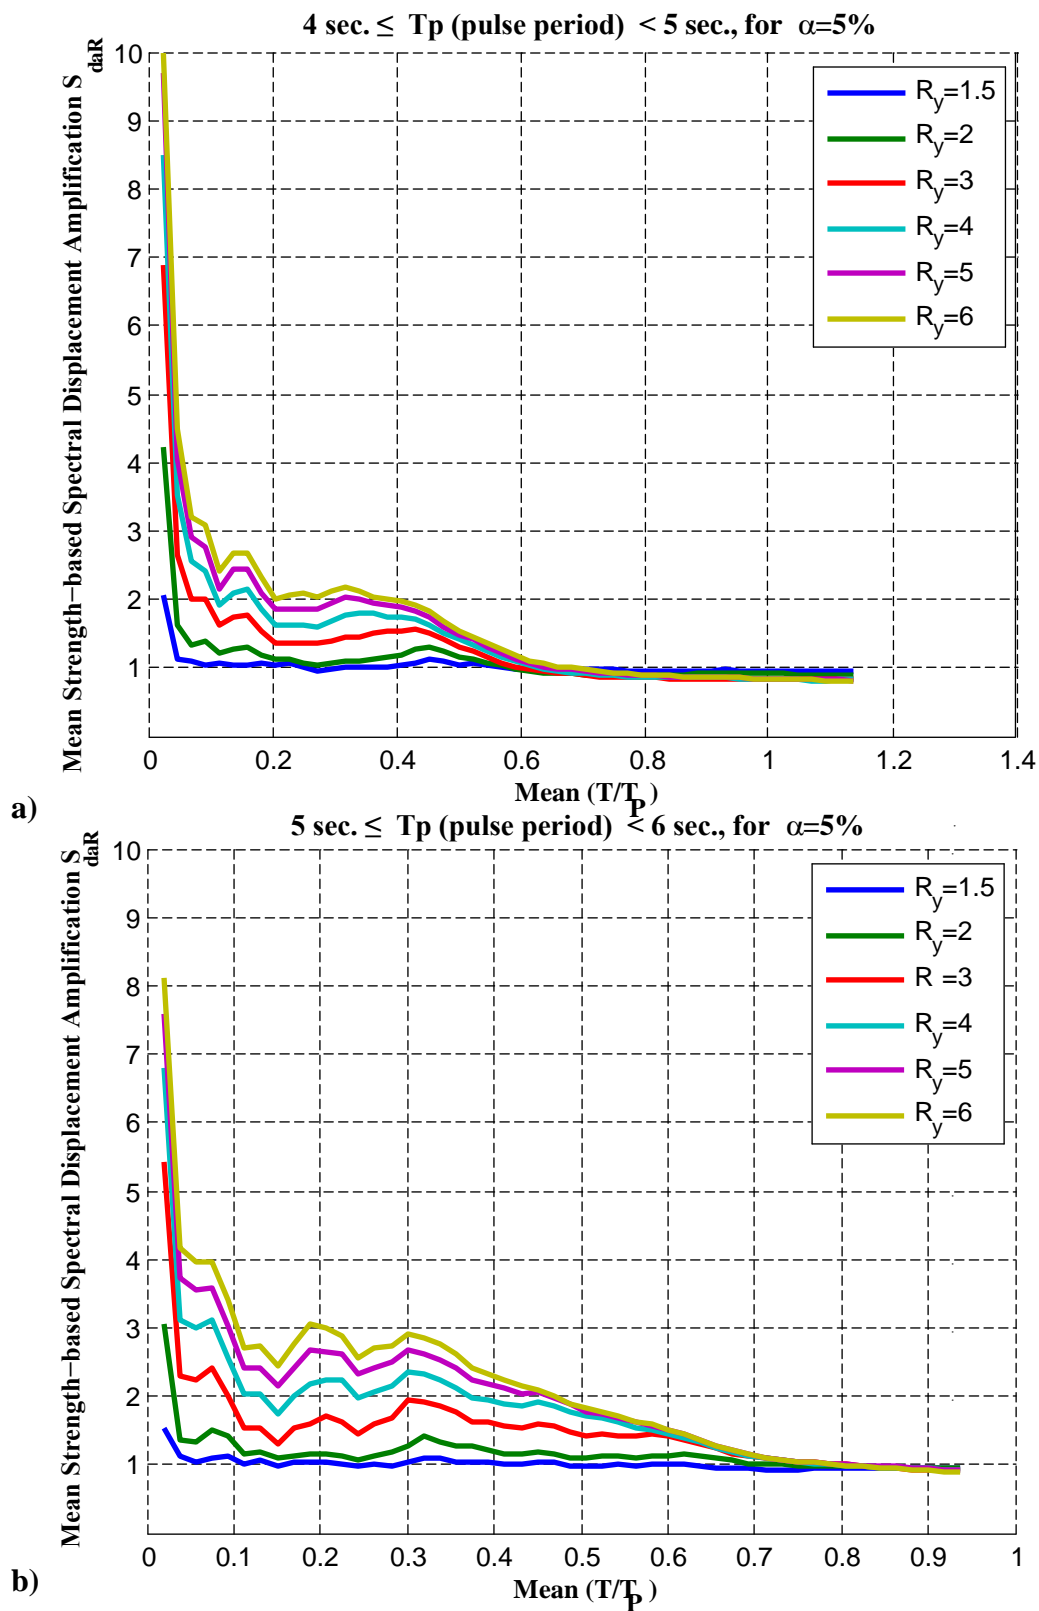 4 sec. ≤ Tp (pulse period) < 5 sec., for α=5%
Mean Strength−based Spectral Displacement Amplification S_daR
10
9
8
7
6
5
4
3
2
1
R_y=1.5
R_y=2
R_y=3
R_y=4
R_y=5
R_y=6
0 0.2 0.4 0.6 0.8 1 1.2 1.4
Mean (T/T_P)
a)
5 sec. ≤ Tp (pulse period) < 6 sec., for α=5%
Mean Strength−based Spectral Displacement Amplification S_daR
10
9
8
7
6
5
4
3
2
1
R_y=1.5
R_y=2
R =3
R_y=4
R_y=5
R_y=6
0 0.1 0.2 0.3 0.4 0.5 0.6 0.7 0.8 0.9 1
Mean (T/T_P)
b)